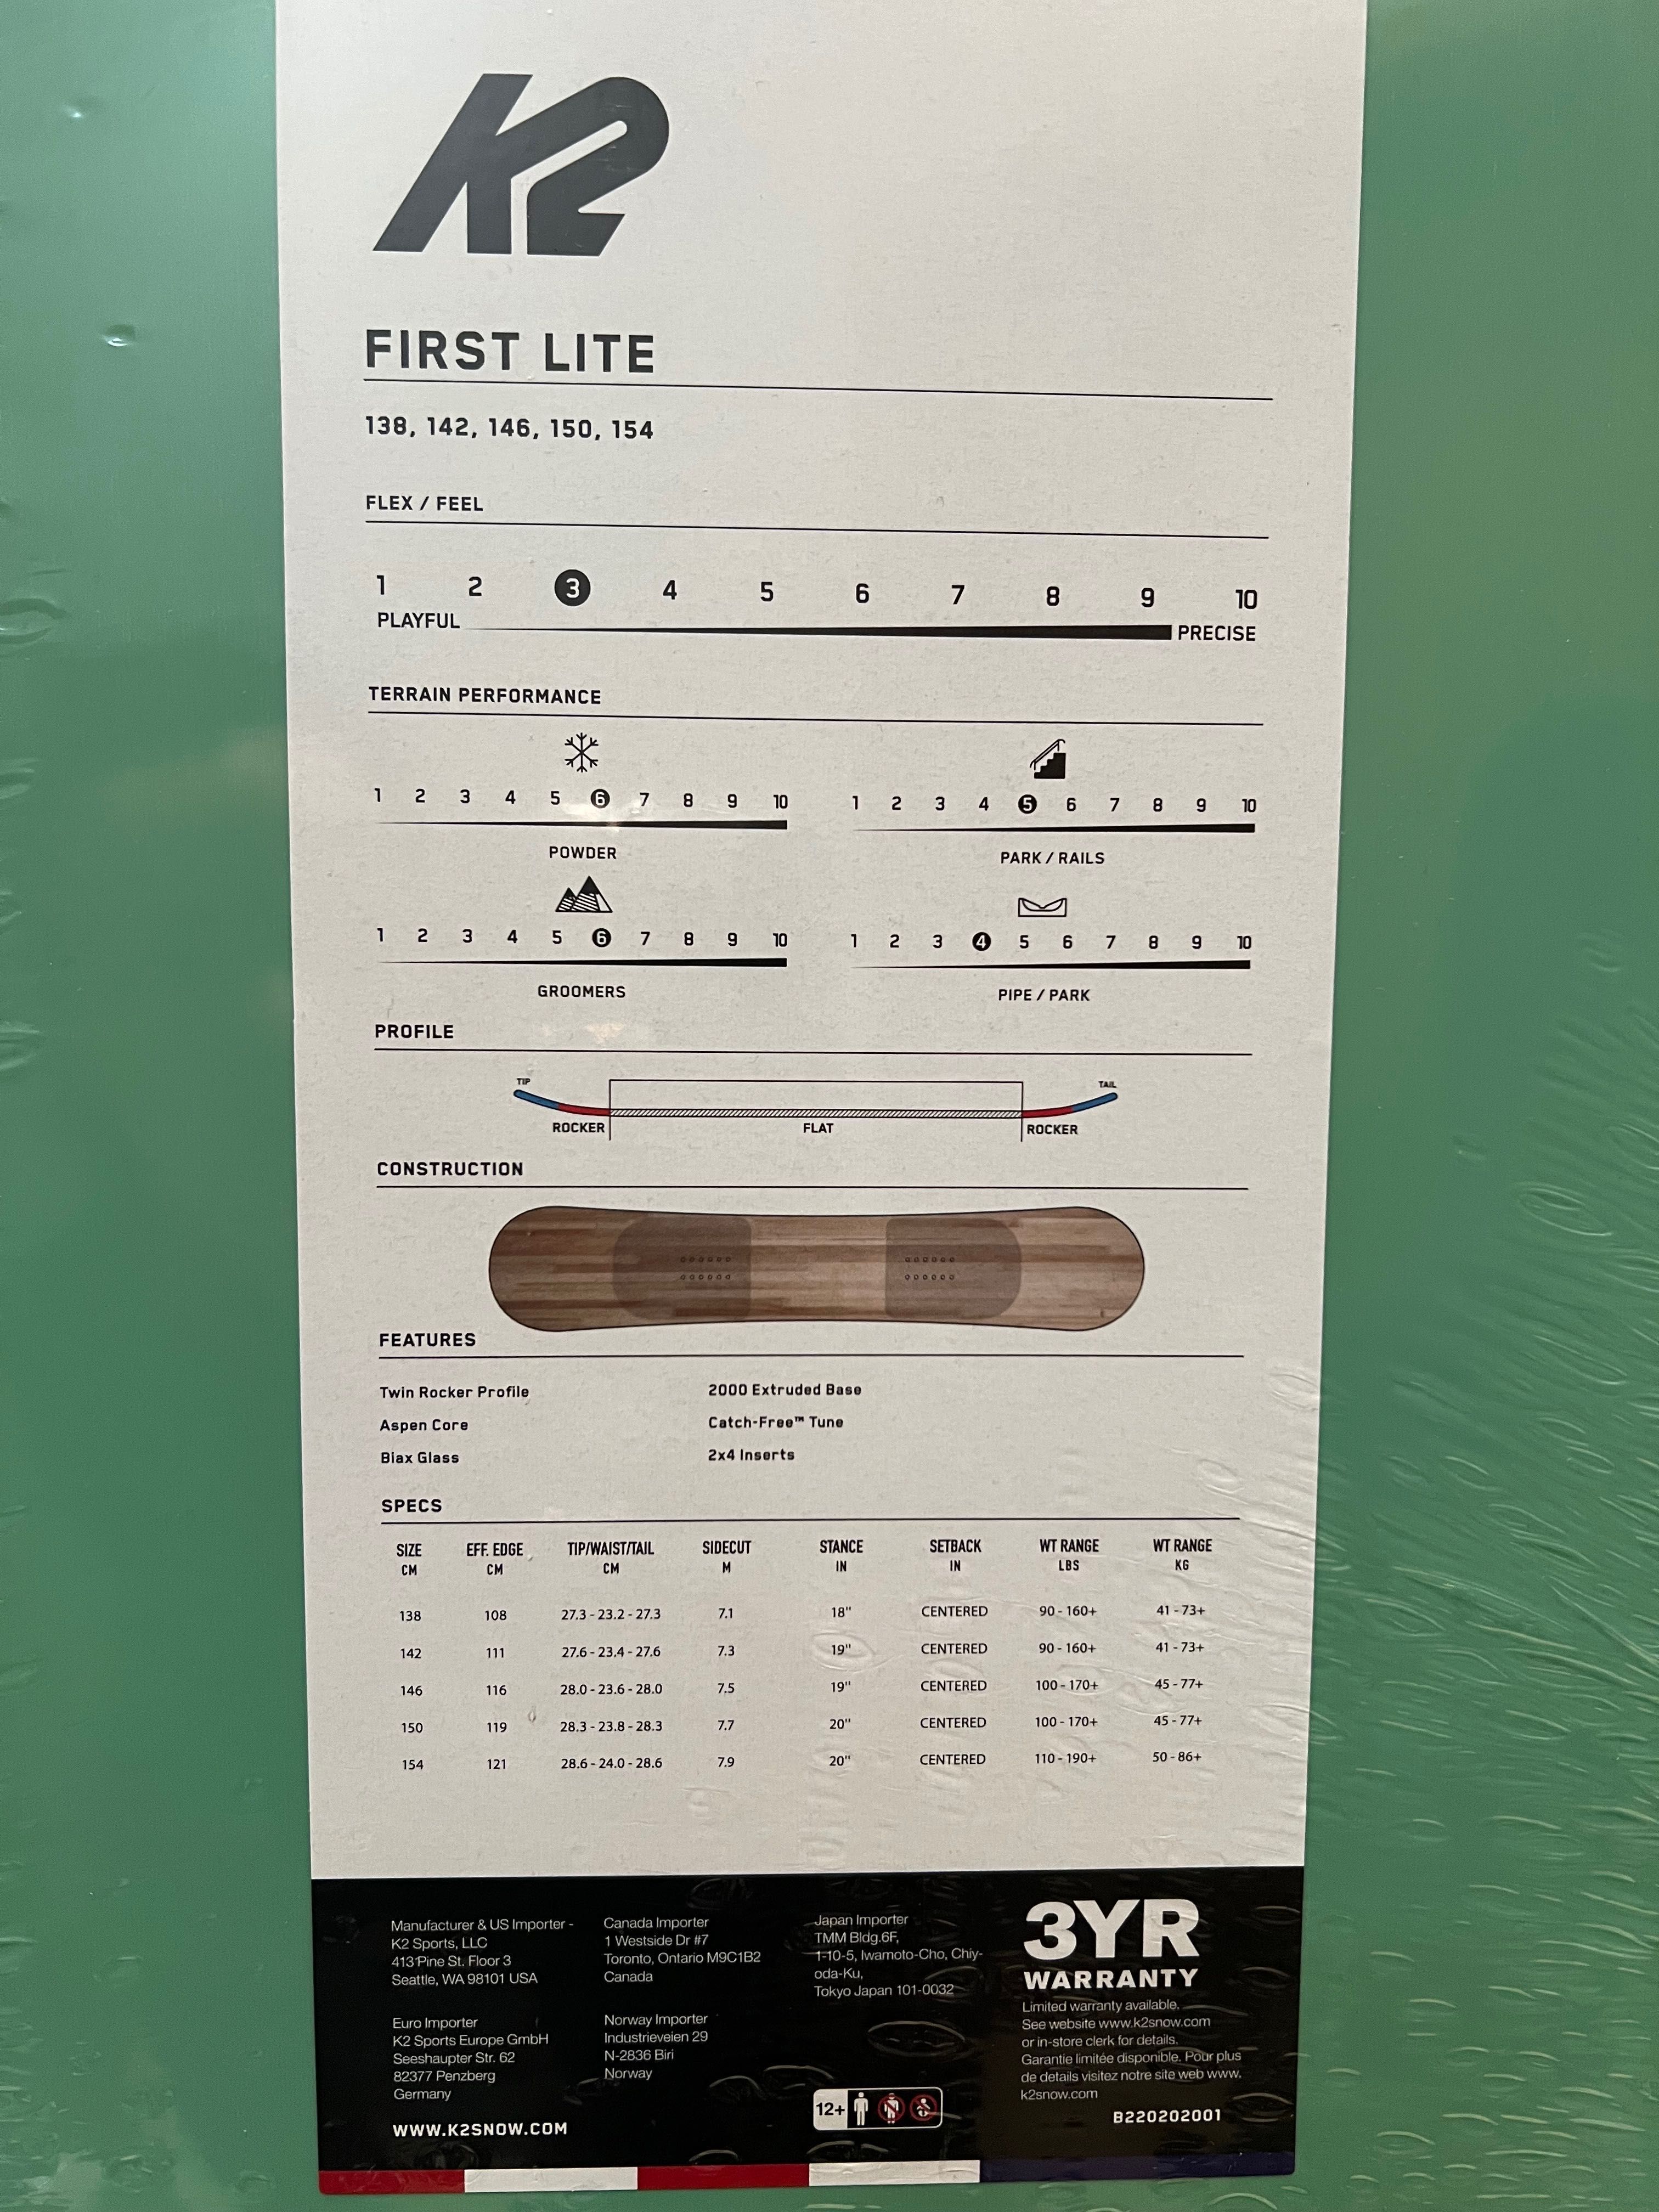 K2
FIRST LITE
138, 142, 146, 150, 154
FLEX / FEEL
1 2 3 4 5 6 7 8 9 10
PLAYFUL PRECISE
TERRAIN PERFORMANCE
1 2 3 4 5 6 7 8 9 10
POWDER
1 2 3 4 5 6 7 8 9 10
PARK / RAILS
1 2 3 4 5 6 7 8 9 10
GROOMERS
1 2 3 4 5 6 7 8 9 10
PIPE / PARK
PROFILE
TIP TAIL
ROCKER FLAT ROCKER
CONSTRUCTION
FEATURES
Twin Rocker Profile 2000 Extruded Base
Aspen Core Catch-Free™ Tune
Biax Glass 2x4 Inserts
SPECS
SIZE EFF. EDGE TIP/WAIST/TAIL SIDECUT STANCE SETBACK WT RANGE WT RANGE
CM CM CM M IN IN LBS KG
138 108 27.3 - 23.2 - 27.3 7.1 18" CENTERED 90 - 160+ 41 - 73+
142 111 27.6 - 23.4 - 27.6 7.3 19" CENTERED 90 - 160+ 41 - 73+
146 116 28.0 - 23.6 - 28.0 7.5 19" CENTERED 100 - 170+ 45 - 77+
150 119 28.3 - 23.8 - 28.3 7.7 20" CENTERED 100 - 170+ 45 - 77+
154 121 28.6 - 24.0 - 28.6 7.9 20" CENTERED 110 - 190+ 50 - 86+
Manufacturer & US Importer -
K2 Sports, LLC
413 Pine St. Floor 3
Seattle, WA 98101 USA
Canada Importer
1 Westside Dr #7
Toronto, Ontario M9C1B2
Canada
Japan Importer
TMM Bldg.6F,
1-10-5, Iwamoto-Cho, Chiy-
oda-Ku,
Tokyo Japan 101-0032
Euro Importer
K2 Sports Europe GmbH
Seeshaupter Str. 62
82377 Penzberg
Germany
Norway Importer
Industrieveien 29
N-2836 Biri
Norway
WWW.K2SNOW.COM
12+
3YR
WARRANTY
Limited warranty available.
See website www.k2snow.com
or in-store clerk for details.
Garantie limitée disponible. Pour plus
de details visitez notre site web www.
k2snow.com
B220202001